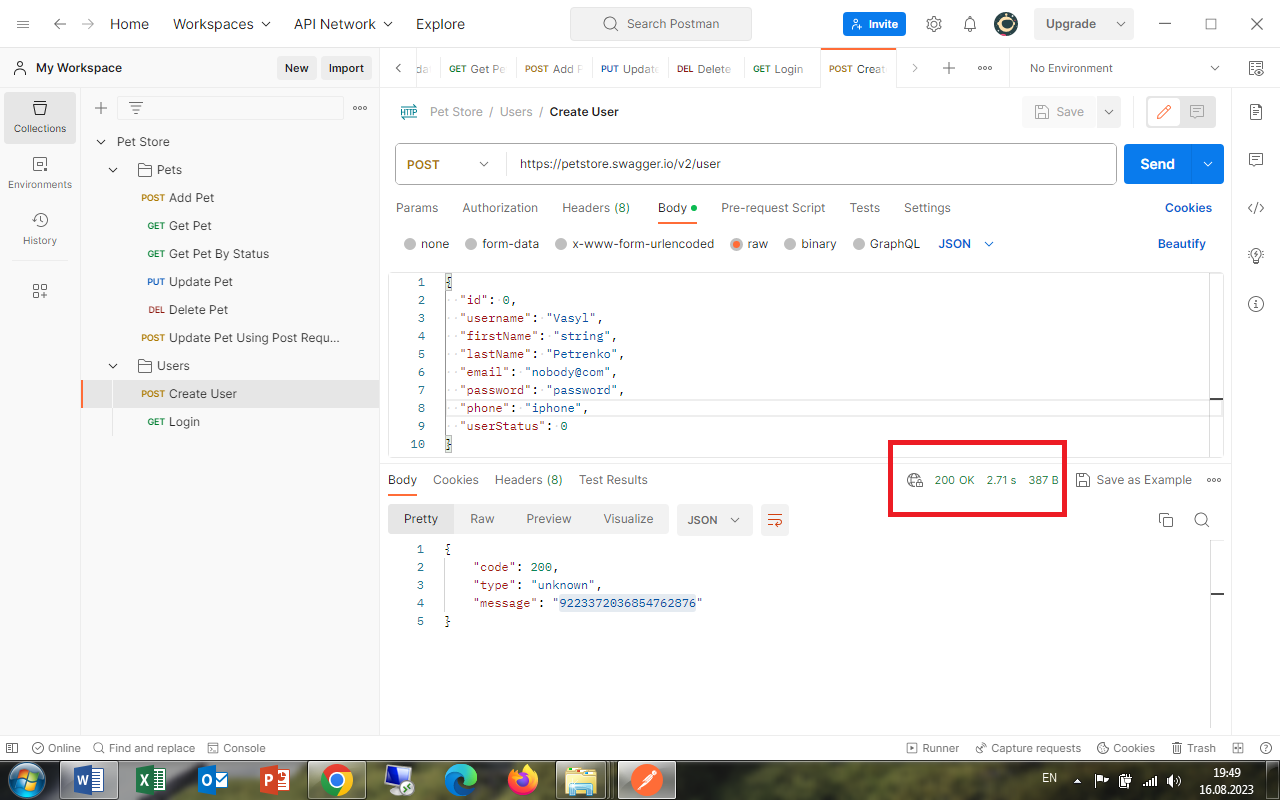 Home Workspaces API Network Explore Search Postman Invite Upgrade
My Workspace New Import
Get Pe POST Add P PUT Update DEL Delete GET Login POST Creat No Environment
Collections
Environments
History
Pet Store
Pets
POST Add Pet
GET Get Pet
GET Get Pet By Status
PUT Update Pet
DEL Delete Pet
POST Update Pet Using Post Requ...
Users
POST Create User
GET Login
HTTP Pet Store / Users / Create User Save
POST https://petstore.swagger.io/v2/user Send
Params Authorization Headers (8) Body Pre-request Script Tests Settings Cookies
none form-data x-www-form-urlencoded raw binary GraphQL JSON Beautify
1 {
2 "id": 0,
3 "username": "Vasyl",
4 "firstName": "string",
5 "lastName": "Petrenko",
6 "email": "nobody@com",
7 "password": "password",
8 "phone": "iphone",
9 "userStatus": 0
10 }
Body Cookies Headers (8) Test Results 200 OK 2.71 s 387 B Save as Example
Pretty Raw Preview Visualize JSON
1 {
2 "code": 200,
3 "type": "unknown",
4 "message": "9223372036854762876"
5 }
Online Find and replace Console Runner Capture requests Cookies Trash
EN 19:49
16.08.2023